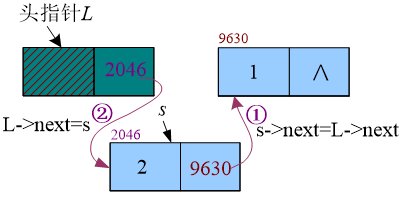 头指针L
9630
2046
1
∧
②
①
L->next=s
s
s->next=L->next
2046
2
9630